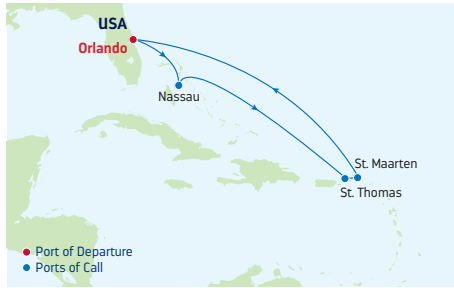 USA
Orlando
Nassau
St. Maarten
St. Thomas
Port of Departure
Ports of Call